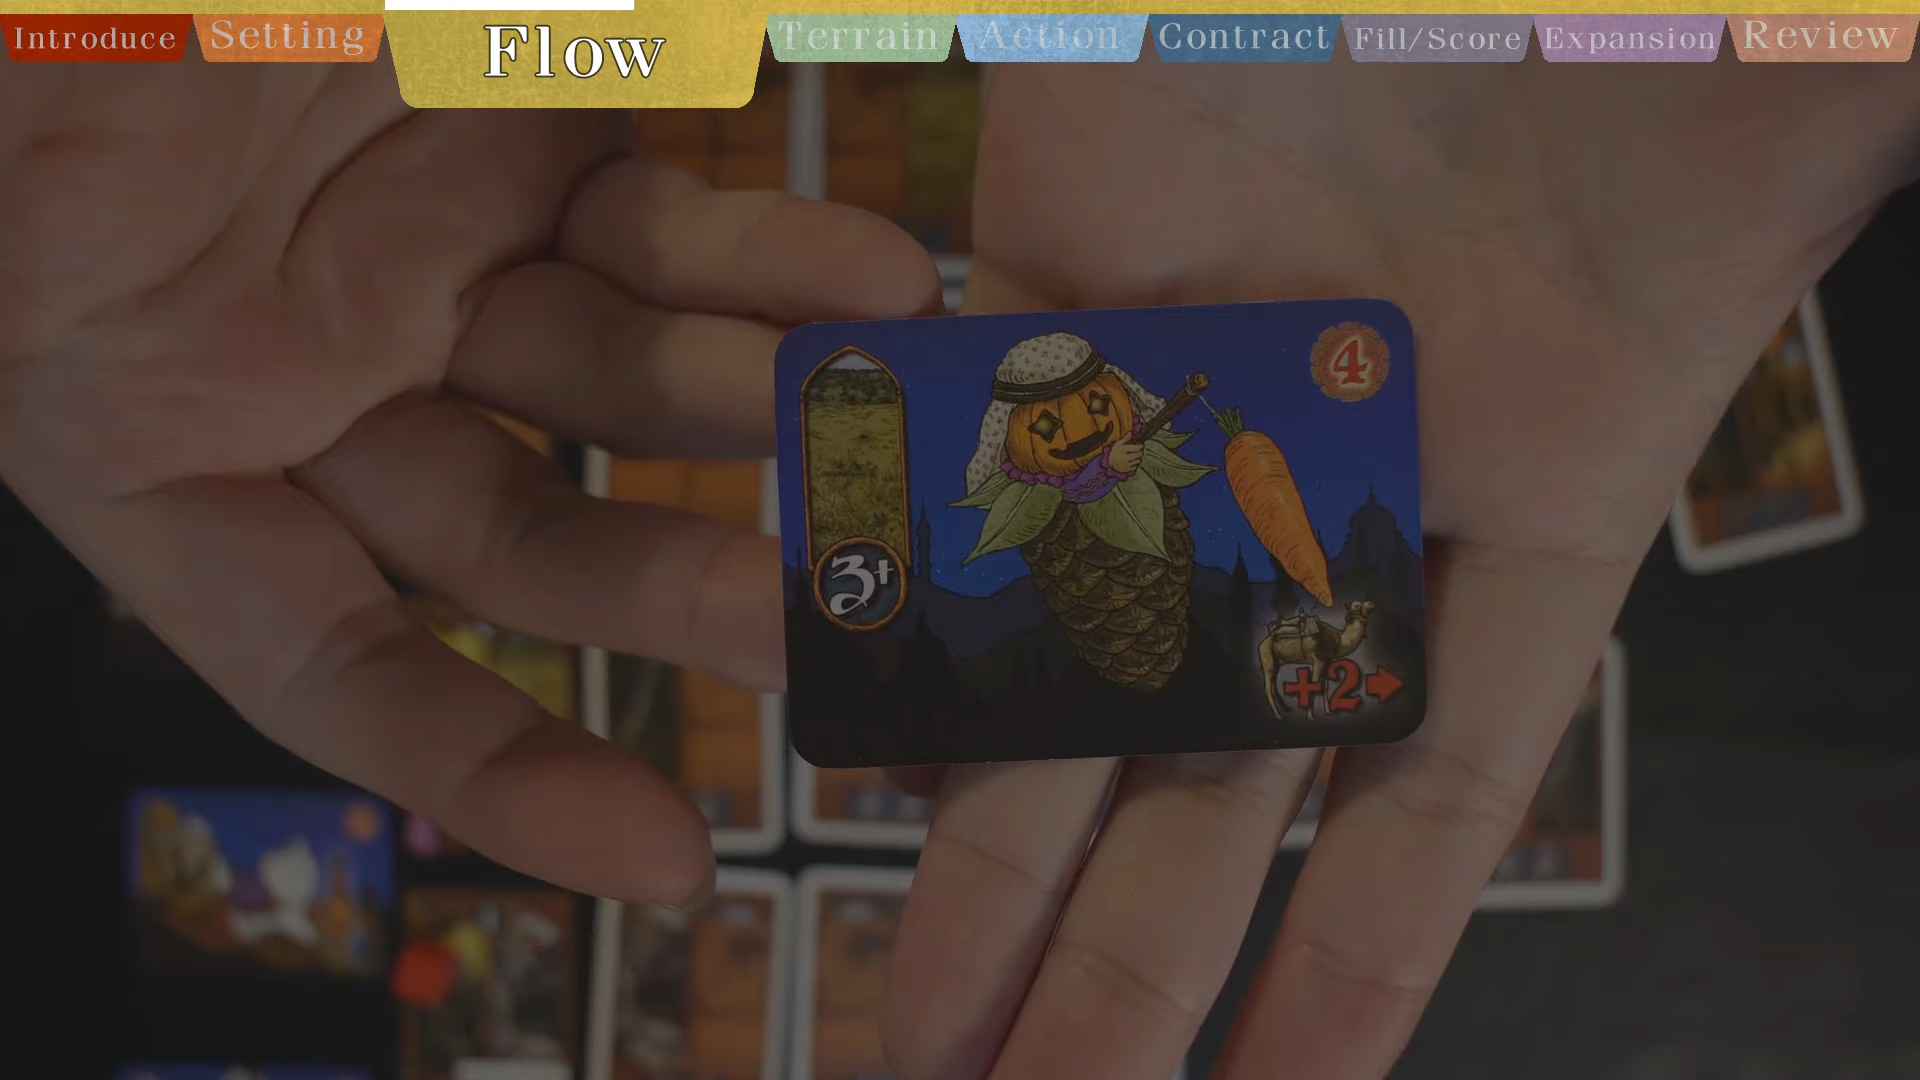 Introduce
Setting
Flow
Terrain
Action
Contract
Fill/Score
Expansion
Review
4
3+
+2